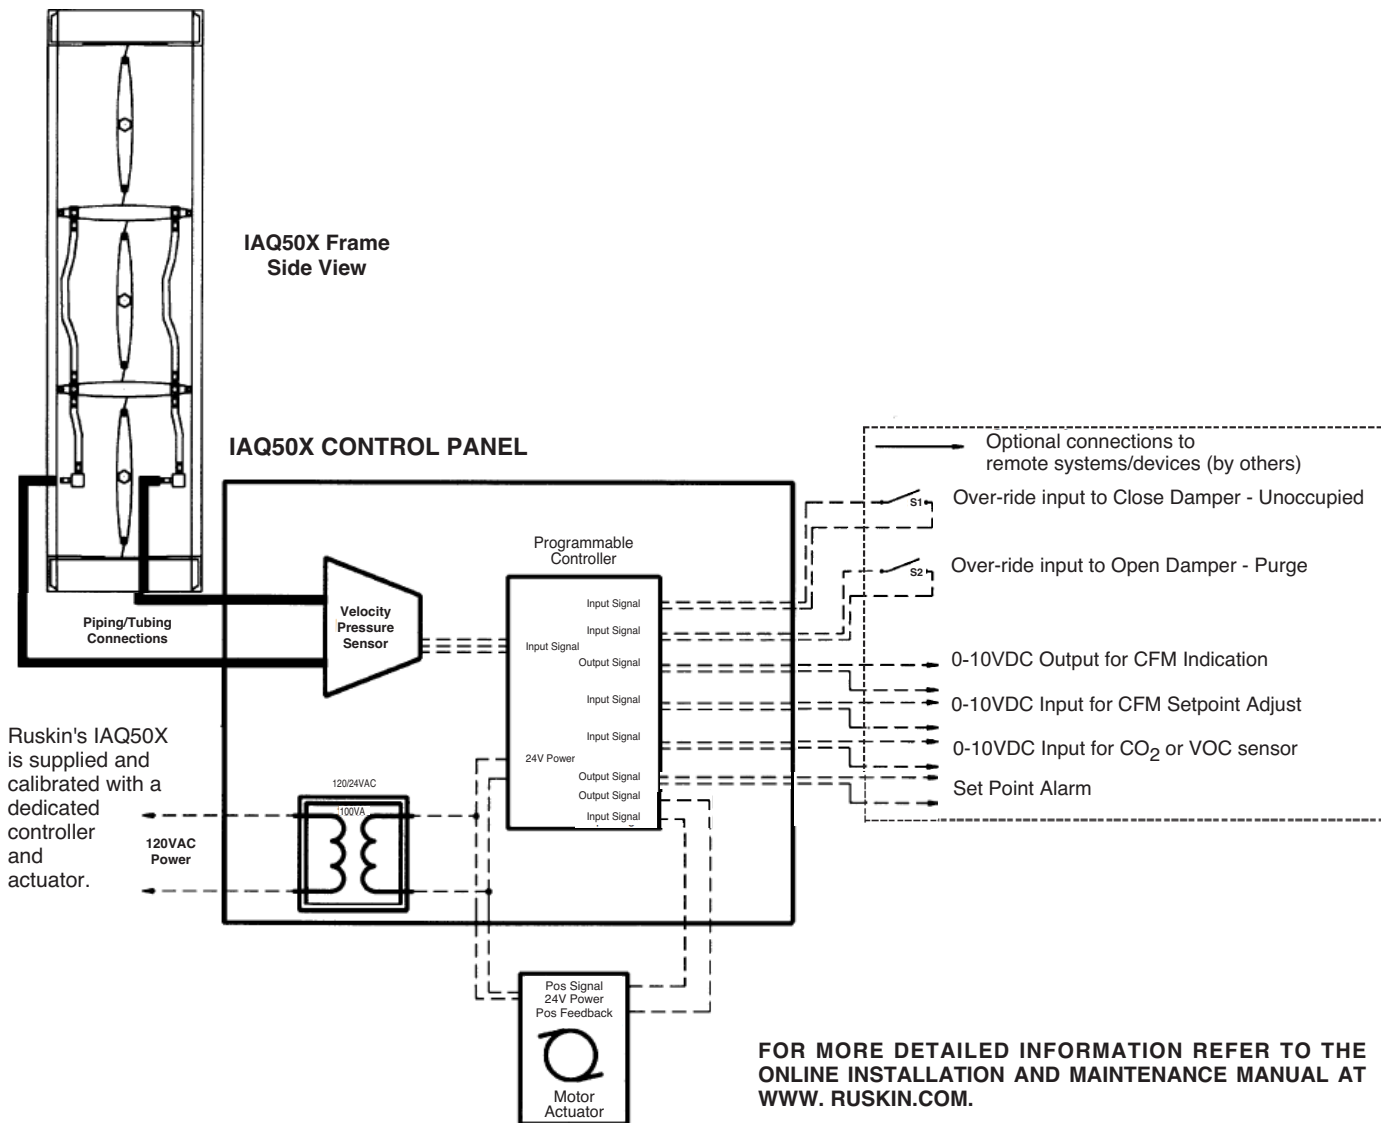 IAQ50X Frame
Side View
IAQ50X CONTROL PANEL
Optional connections to
remote systems/devices (by others)
S1
Over-ride input to Close Damper - Unoccupied
S2
Over-ride input to Open Damper - Purge
0-10VDC Output for CFM Indication
0-10VDC Input for CFM Setpoint Adjust
0-10VDC Input for CO2 or VOC sensor
Set Point Alarm
Programmable
Controller
Input Signal
Input Signal
Input Signal
Output Signal
Input Signal
Input Signal
24V Power
Output Signal
Output Signal
Input Signal
Velocity
Pressure
Sensor
Piping/Tubing
Connections
Ruskin's IAQ50X
is supplied and
calibrated with a
dedicated
controller
and
actuator.
120/24VAC
100VA
120VAC
Power
Pos Signal
24V Power
Pos Feedback
Motor
Actuator
FOR MORE DETAILED INFORMATION REFER TO THE
ONLINE INSTALLATION AND MAINTENANCE MANUAL AT
WWW. RUSKIN.COM.